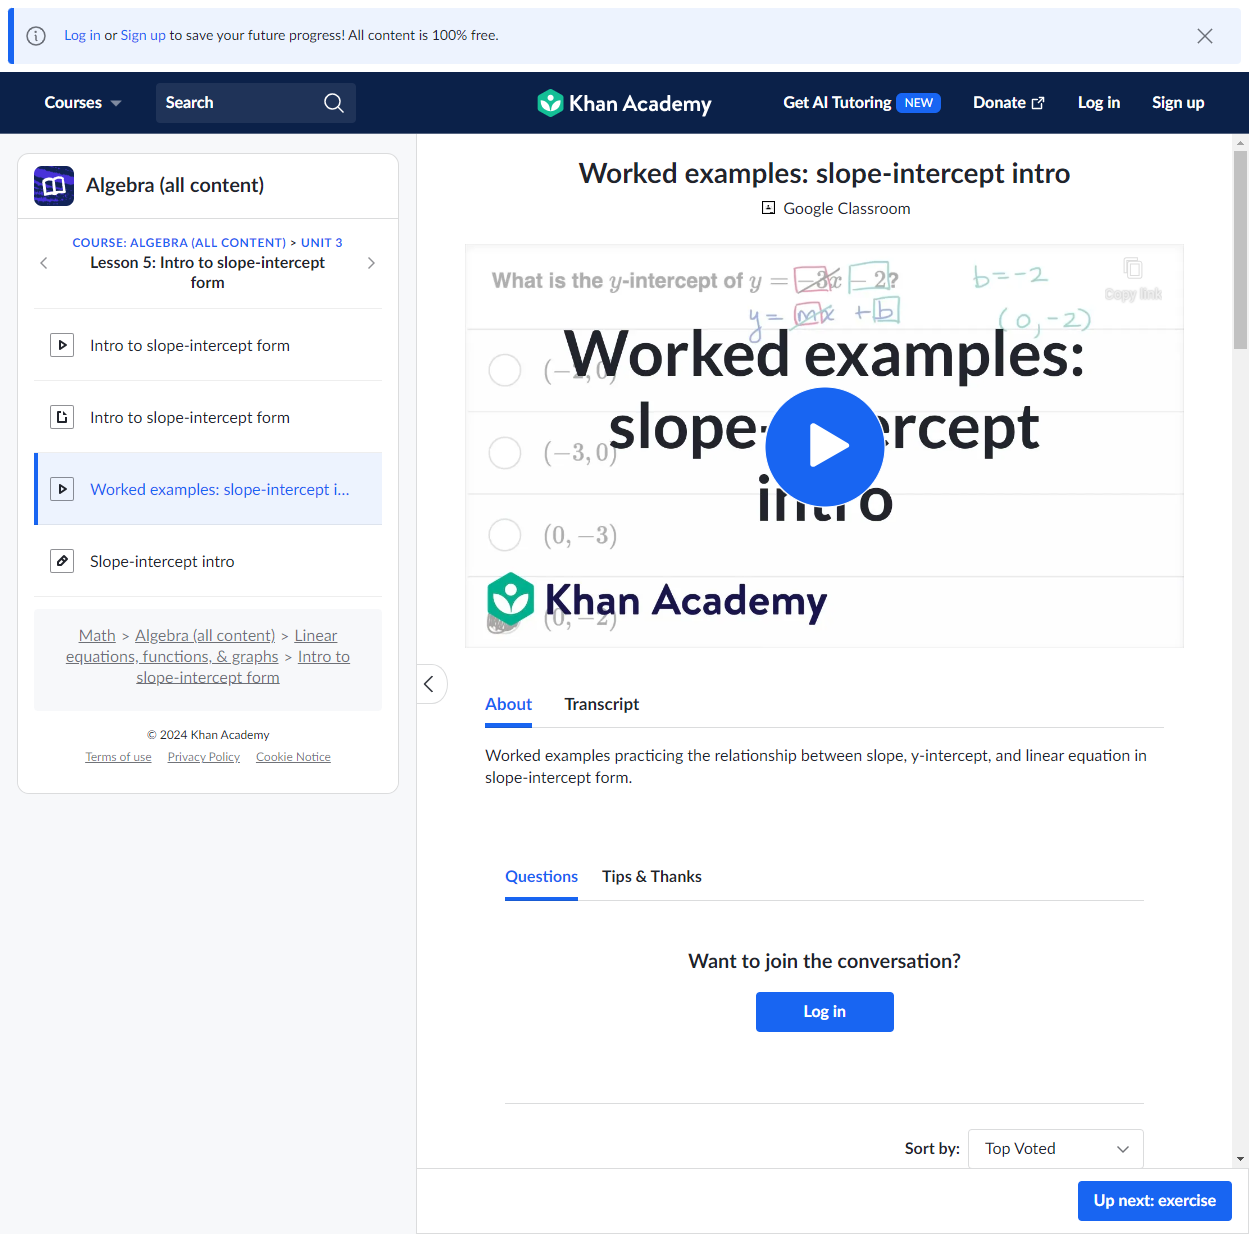 Log in or Sign up to save your future progress! All content is 100% free.
Courses
Search
Khan Academy
Get AI Tutoring NEW
Donate
Log in
Sign up
Algebra (all content)
COURSE: ALGEBRA (ALL CONTENT) > UNIT 3
Lesson 5: Intro to slope-intercept
form
Intro to slope-intercept form
Intro to slope-intercept form
Worked examples: slope-intercept i...
Slope-intercept intro
Math > Algebra (all content) > Linear
equations, functions, & graphs > Intro to
slope-intercept form
© 2024 Khan Academy
Terms of use Privacy Policy Cookie Notice
Worked examples: slope-intercept intro
Google Classroom
What is the y-intercept of y = -3x - 2?
b = -2
Copy link
y = mx + b
(0, -2)
Worked examples:
(-2, 0)
slope-intercept
(-3, 0)
intro
(0, -3)
Khan Academy
(0, -2)
About Transcript
Worked examples practicing the relationship between slope, y-intercept, and linear equation in
slope-intercept form.
Questions Tips & Thanks
Want to join the conversation?
Log in
Sort by: Top Voted
Up next: exercise